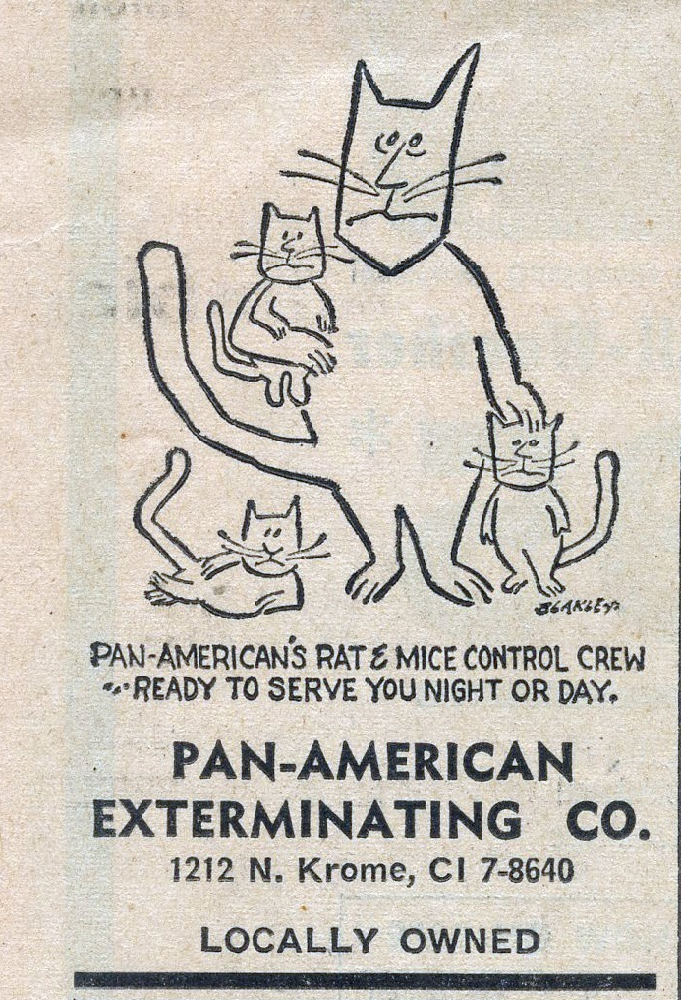 BLAKLEY
PAN-AMERICAN'S RAT & MICE CONTROL CREW
... READY TO SERVE YOU NIGHT OR DAY.
PAN-AMERICAN
EXTERMINATING CO.
1212 N. Krome, CI 7-8640
LOCALLY OWNED